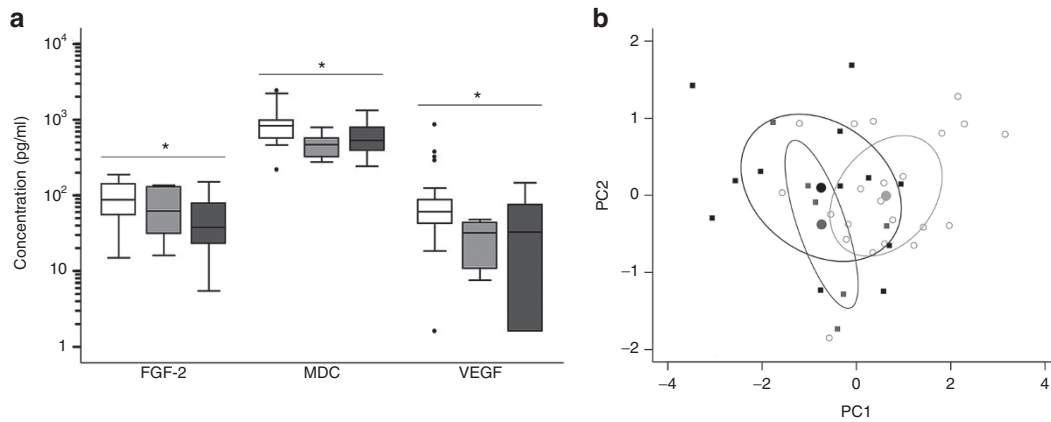 a
b
Concentration (pg/ml)
10⁴
10³
10²
10
1
*
*
*
FGF-2
MDC
VEGF
PC2
2
1
0
−1
−2
−4
−2
0
2
4
PC1